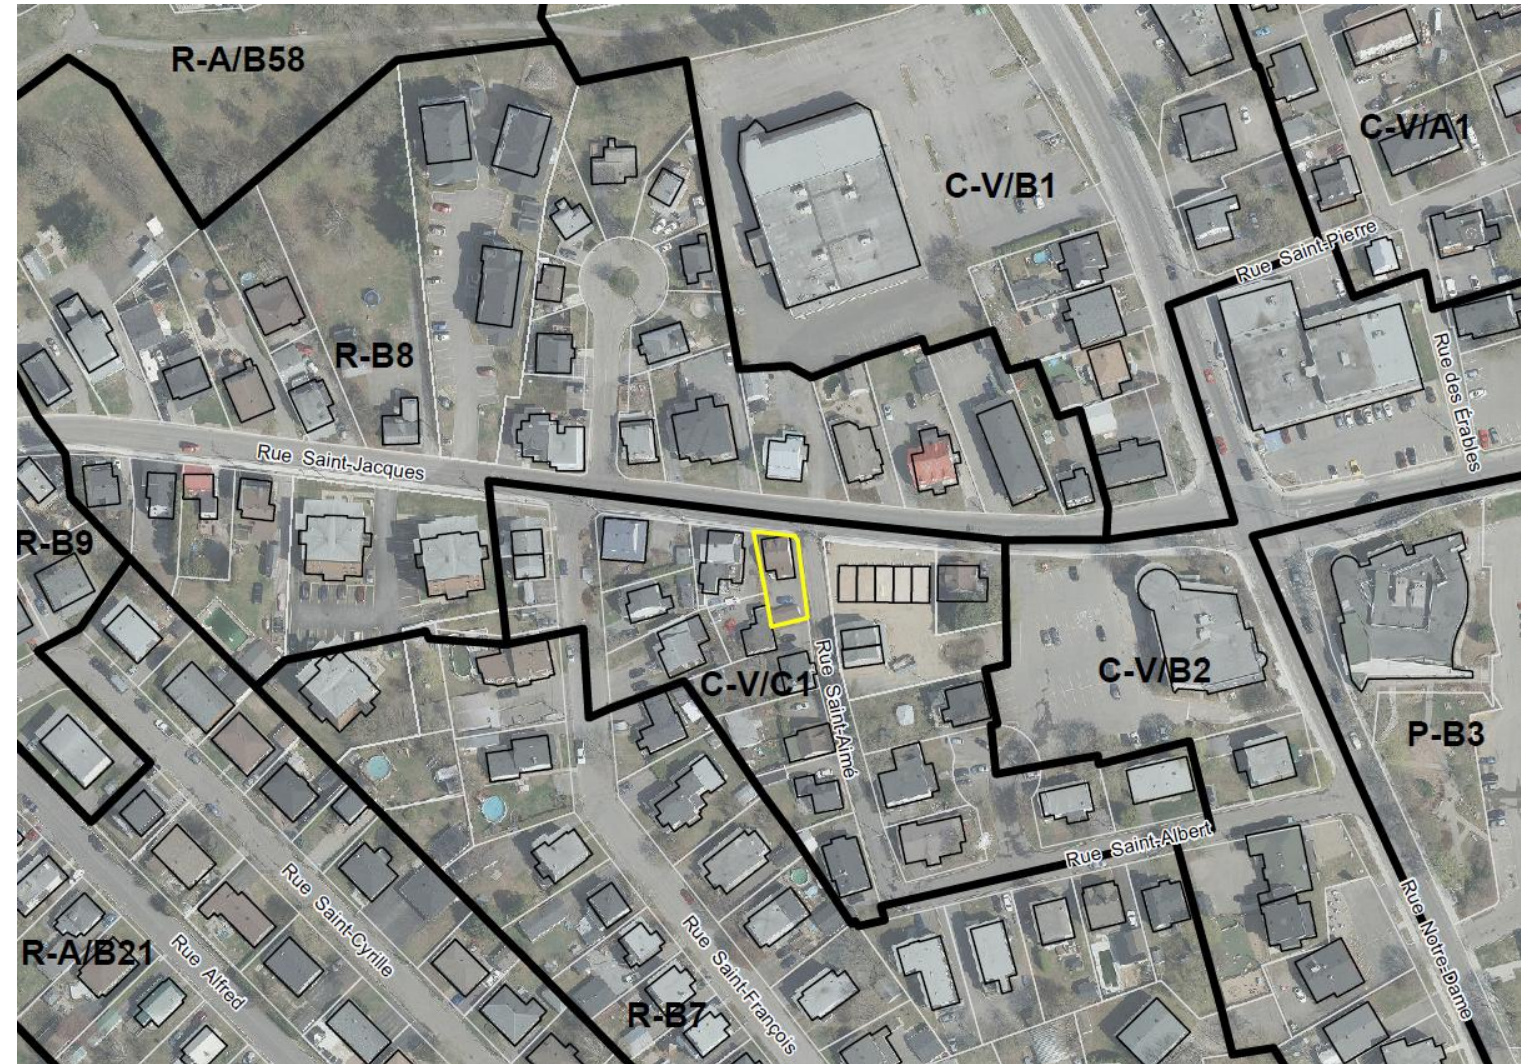 R-A/B58
C-V/A1
C-V/B1
Rue Saint-Pierre
R-B8
Rue des Érables
Rue Saint-Jacques
R-B9
C-V/C1
Rue Saint-Aimé
C-V/B2
P-B3
Rue Saint-Albert
Rue Saint-Cyrille
Rue Notre-Dame
R-A/B21
Rue Alfred
Rue Saint-François
R-B7